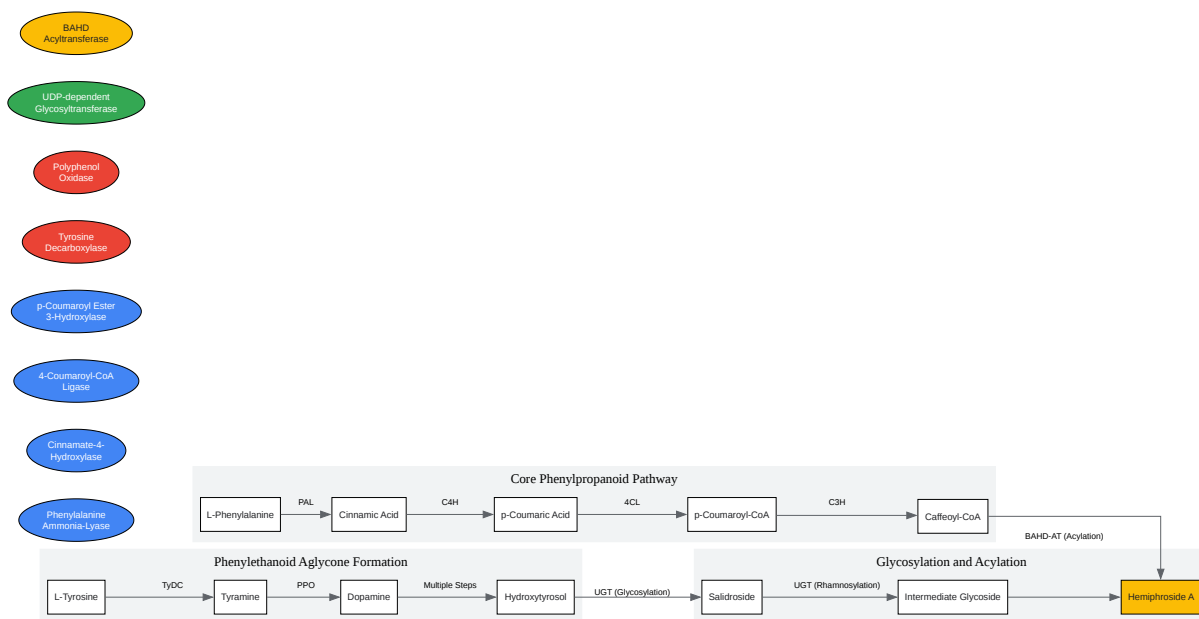 BAHD
Acyltransferase
UDP-dependent
Glycosyltransferase
Polyphenol
Oxidase
Tyrosine
Decarboxylase
p-Coumaroyl Ester
3-Hydroxylase
4-Coumaroyl-CoA
Ligase
Cinnamate-4-
Hydroxylase
Phenylalanine
Ammonia-Lyase
Core Phenylpropanoid Pathway
L-Phenylalanine
PAL
Cinnamic Acid
C4H
p-Coumaric Acid
4CL
p-Coumaroyl-CoA
C3H
Caffeoyl-CoA
BAHD-AT (Acylation)
Phenylethanoid Aglycone Formation
L-Tyrosine
TyDC
Tyramine
PPO
Dopamine
Multiple Steps
Hydroxytyrosol
UGT (Glycosylation)
Glycosylation and Acylation
Salidroside
UGT (Rhamnosylation)
Intermediate Glycoside
Hemiphroside A